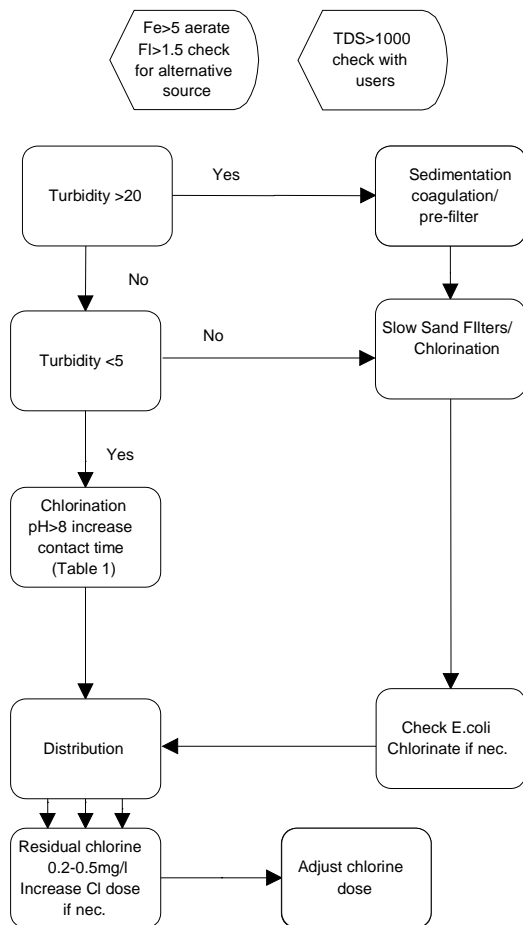 Fe>5 aerate
Fl>1.5 check
for alternative
source
TDS>1000
check with
users
Turbidity >20
Yes
Sedimentation
coagulation/
pre-filter
No
Turbidity <5
No
Slow Sand FIlters/
Chlorination
Yes
Chlorination
pH>8 increase
contact time
(Table 1)
Distribution
Check E.coli
Chlorinate if nec.
Residual chlorine
0.2-0.5mg/l
Increase Cl dose
if nec.
Adjust chlorine
dose